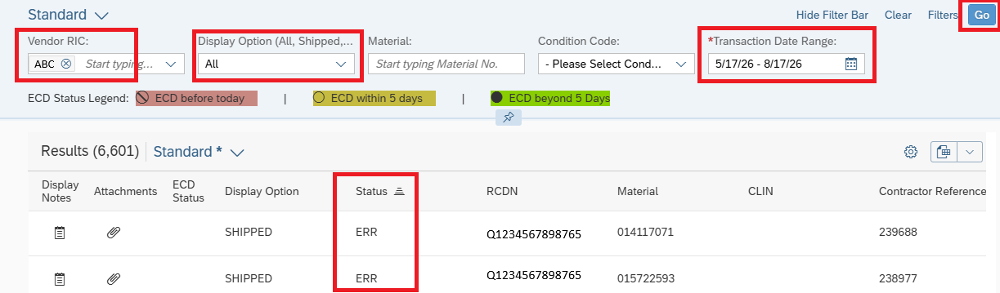 Standard
Hide Filter Bar Clear Filters Go
Vendor RIC: Display Option (All, Shipped,... Material: Condition Code: *Transaction Date Range:
ABC Start typing... All Start typing Material No. - Please Select Cond... 5/17/26 - 8/17/26
ECD Status Legend: ECD before today | ECD within 5 days | ECD beyond 5 Days
Results (6,601) Standard *
Display Notes Attachments ECD Status Display Option Status RCDN Material CLIN Contractor Reference
SHIPPED ERR Q1234567898765 014117071 239688
SHIPPED ERR Q1234567898765 015722593 238977